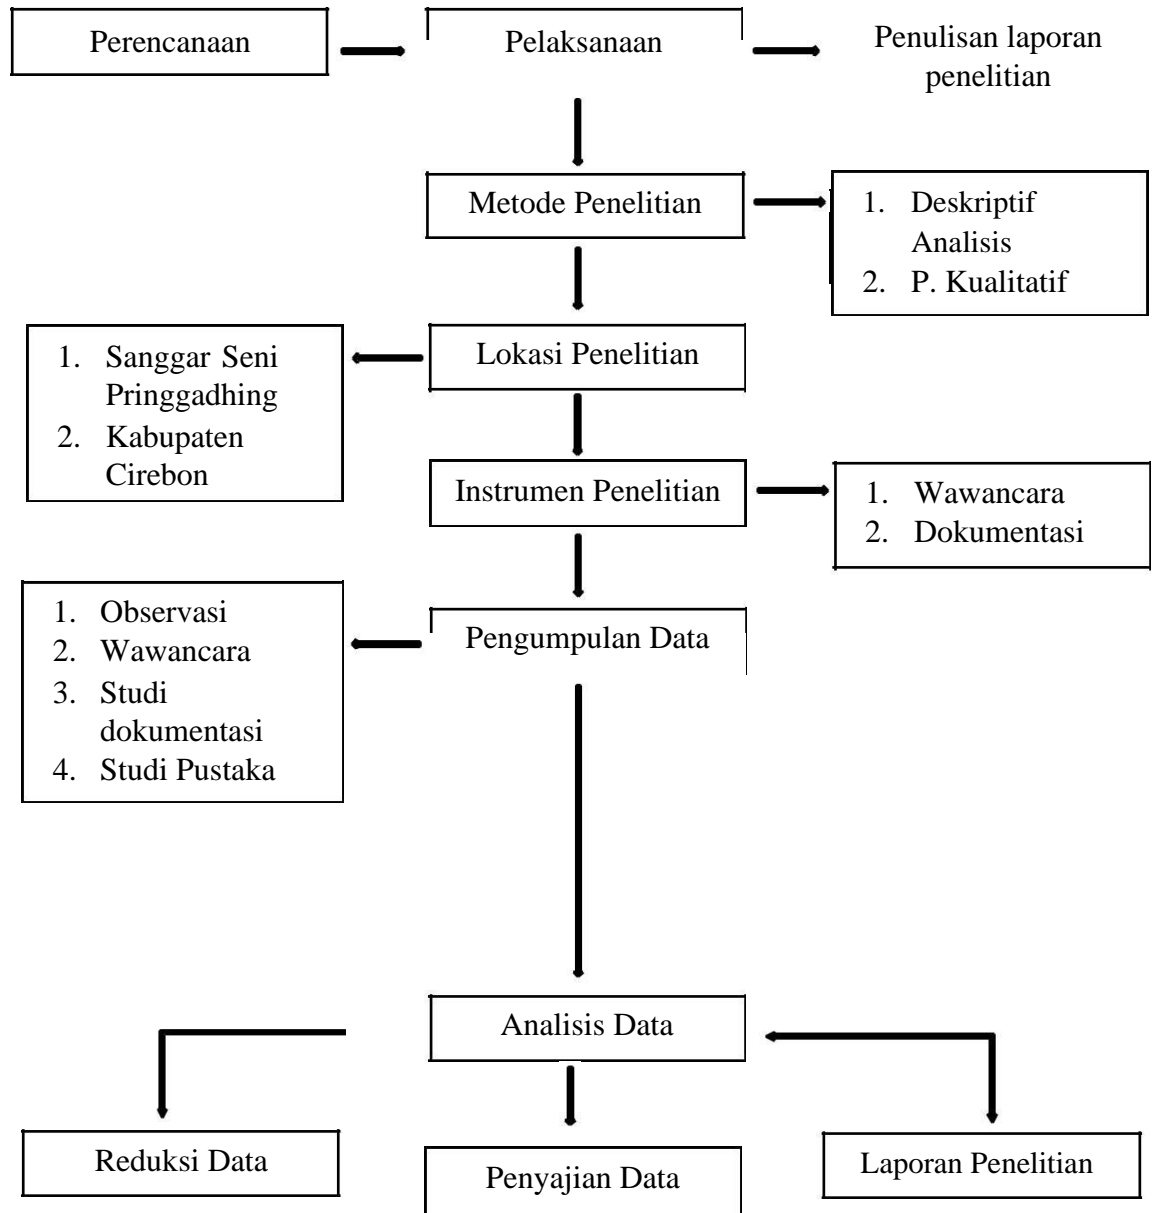 Perencanaan
Pelaksanaan
Penulisan laporan
penelitian
Metode Penelitian
1. Deskriptif
Analisis
2. P. Kualitatif
Lokasi Penelitian
1. Sanggar Seni
Pringgadhing
2. Kabupaten
Cirebon
Instrumen Penelitian
1. Wawancara
2. Dokumentasi
Pengumpulan Data
1. Observasi
2. Wawancara
3. Studi
dokumentasi
4. Studi Pustaka
Analisis Data
Reduksi Data
Penyajian Data
Laporan Penelitian